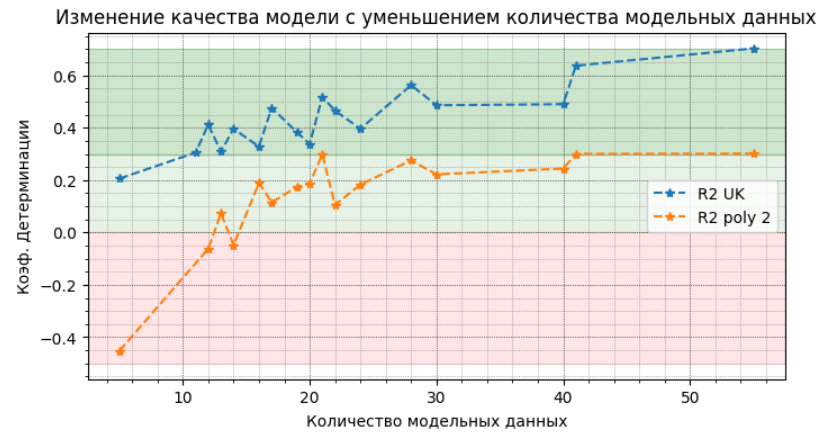 Изменение качества модели с уменьшением количества модельных данных
Коэф. Детерминации
0.6
0.4
0.2
0.0
−0.2
−0.4
R2 UK
R2 poly 2
10 20 30 40 50
Количество модельных данных